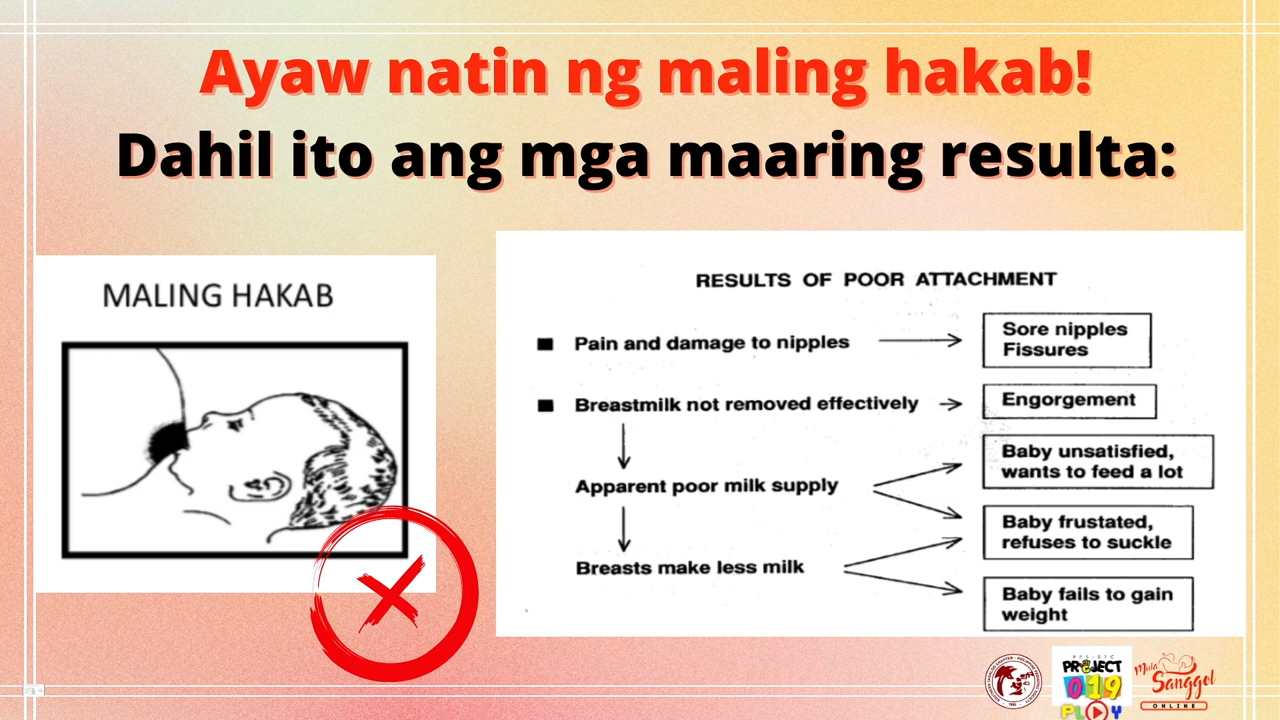 Ayaw natin ng maling hakab!
Dahil ito ang mga maaring resulta:
MALING HAKAB
RESULTS OF POOR ATTACHMENT
Pain and damage to nipples
Sore nipples
Fissures
Breastmilk not removed effectively
Engorgement
Apparent poor milk supply
Baby unsatisfied,
wants to feed a lot
Baby frustated,
refuses to suckle
Breasts make less milk
Baby fails to gain
weight
PROJECT
019
PLAY
Mula
Sanggol
ONLINE